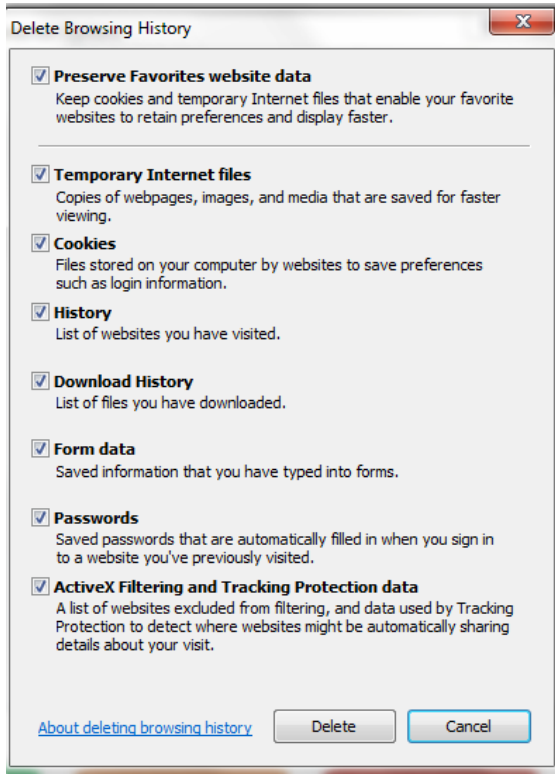 Delete Browsing History
Preserve Favorites website data
Keep cookies and temporary Internet files that enable your favorite
websites to retain preferences and display faster.
Temporary Internet files
Copies of webpages, images, and media that are saved for faster
viewing.
Cookies
Files stored on your computer by websites to save preferences
such as login information.
History
List of websites you have visited.
Download History
List of files you have downloaded.
Form data
Saved information that you have typed into forms.
Passwords
Saved passwords that are automatically filled in when you sign in
to a website you've previously visited.
ActiveX Filtering and Tracking Protection data
A list of websites excluded from filtering, and data used by Tracking
Protection to detect where websites might be automatically sharing
details about your visit.
About deleting browsing history Delete Cancel